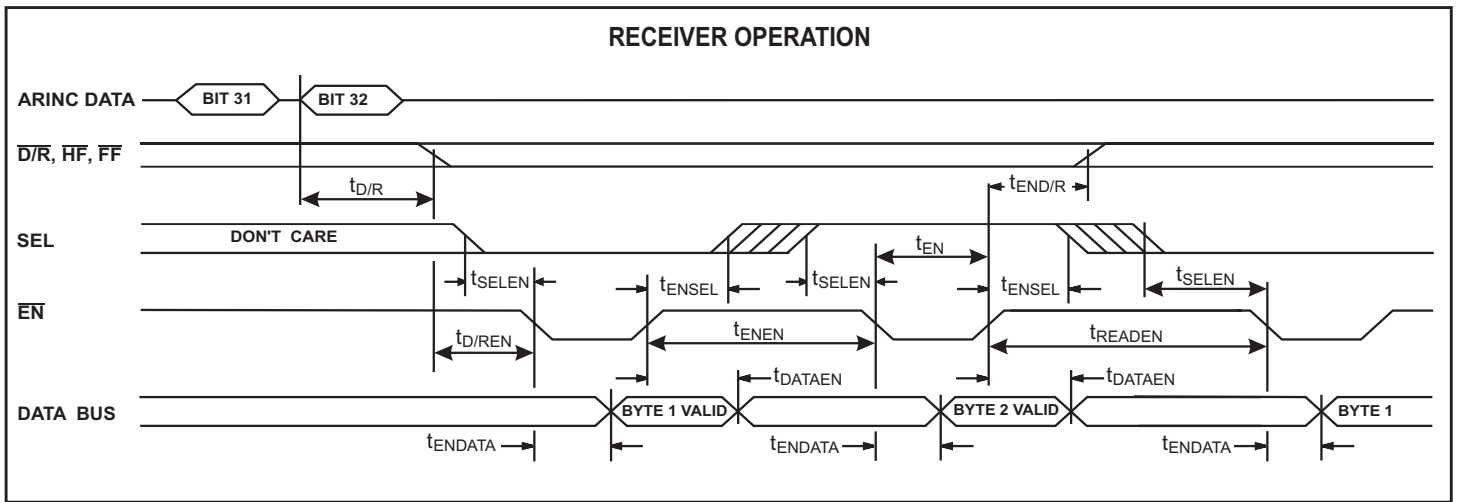 RECEIVER OPERATION
ARINC DATA BIT 31 BIT 32
D/R, HF, FF
tD/R tEND/R
SEL DON'T CARE tEN
tSELEN tENSEL tSELEN tENSEL tSELEN
EN
tD/REN tENEN tREADEN
tDATAEN tDATAEN
DATA BUS BYTE 1 VALID BYTE 2 VALID BYTE 1
tENDATA tENDATA tENDATA